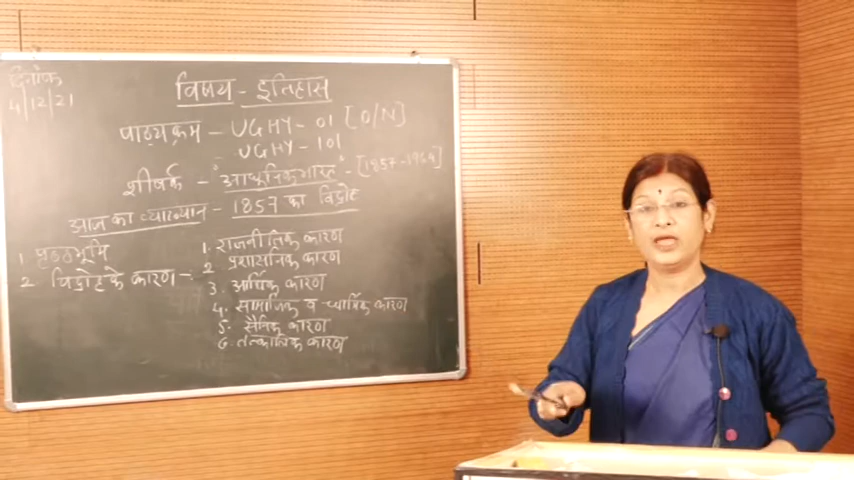 दिनाँक
4/12/21
विषय - इतिहास
पाठ्यक्रम - UGHY - 01 [O/N]
- UGHY - 101
शीर्षक - "आधुनिक भारत" - [1857-1964]
आज का व्याख्यान - 1857 का विद्रोह
1 पृष्ठभूमि
2 विद्रोह के कारण -
1. राजनीतिक कारण
2 प्रशासनिक कारण
3. आर्थिक कारण
4. सामाजिक व धार्मिक कारण
5. सैनिक कारण
6. तत्कालिक कारण